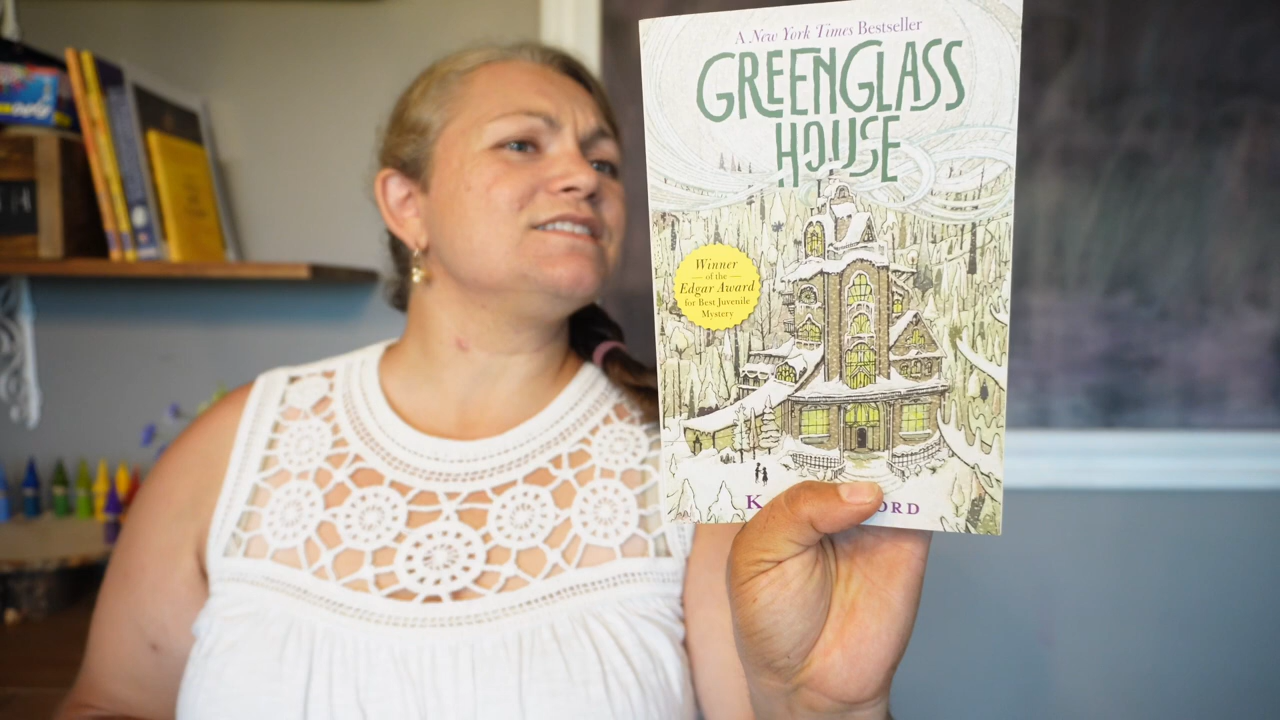 A New York Times Bestseller
GREENGLASS
HOUSE
Winner
of the
Edgar Award
for Best Juvenile
Mystery